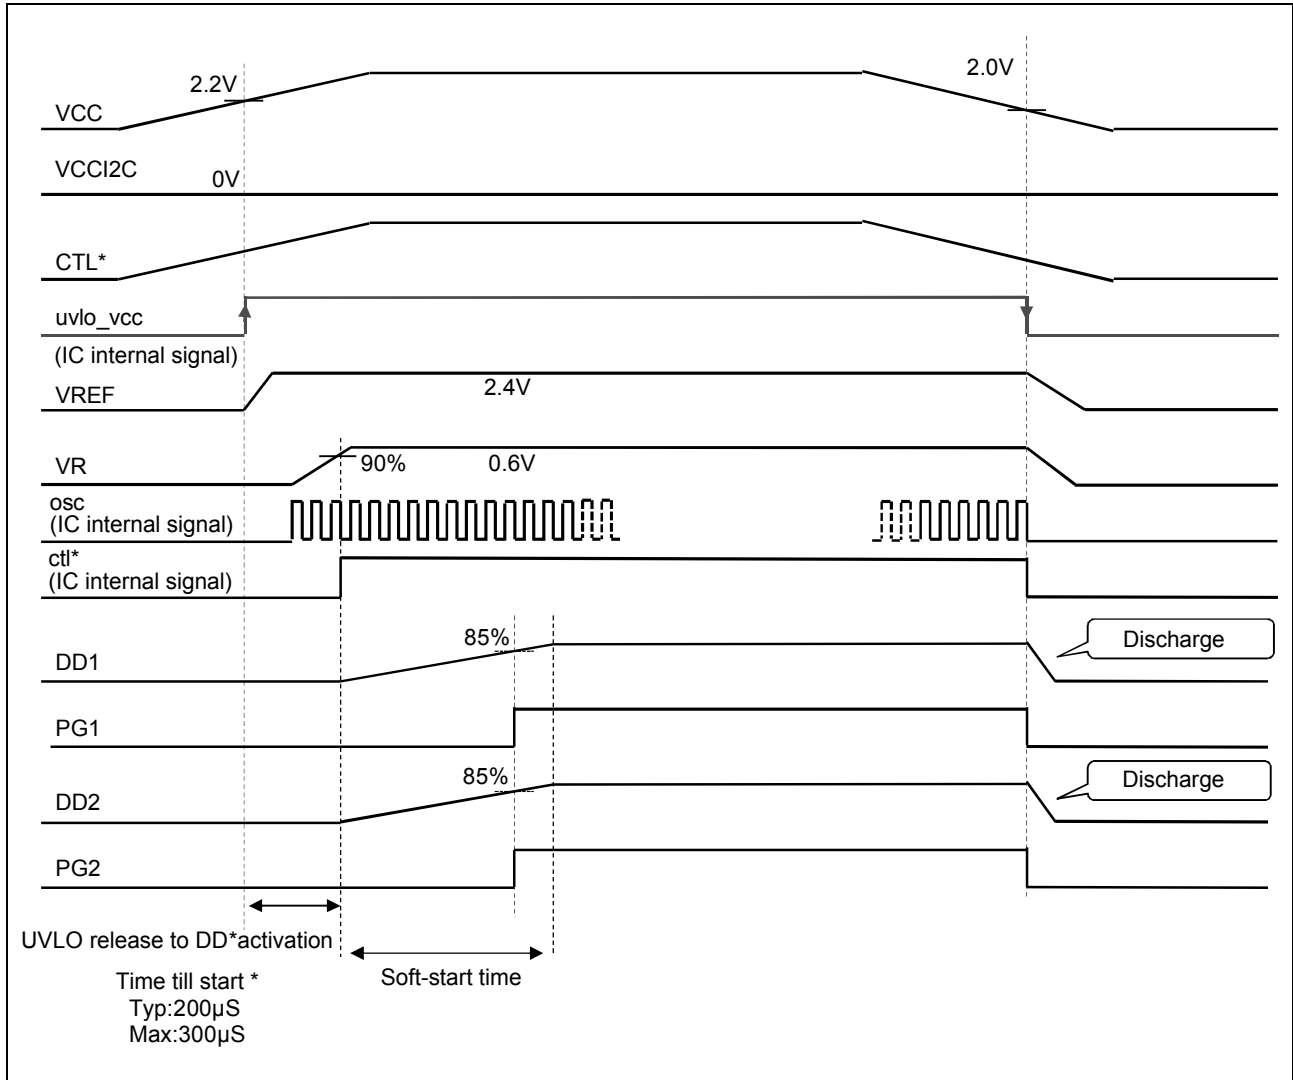 2.2V
2.0V
VCC
VCCI2C
0V
CTL*
uvlo_vcc
(IC internal signal)
VREF
2.4V
VR
90%
0.6V
osc
(IC internal signal)
ctl*
(IC internal signal)
85%
DD1
Discharge
PG1
85%
DD2
Discharge
PG2
UVLO release to DD*activation
Time till start *
Typ:200µS
Max:300µS
Soft-start time